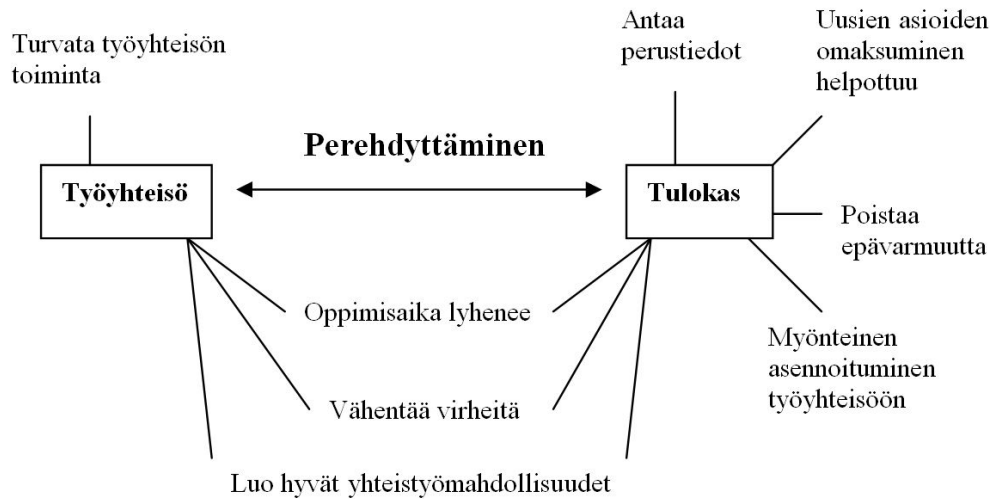 Turvata työyhteisön
toiminta
Antaa
perustiedot
Uusien asioiden
omaksuminen
helpottuu
Perehdyttäminen
Työyhteisö
Tulokas
Poistaa
epävarmuutta
Oppimisaika lyhenee
Myönteinen
asennoituminen
työyhteisöön
Vähentää virheitä
Luo hyvät yhteistyömahdollisuudet